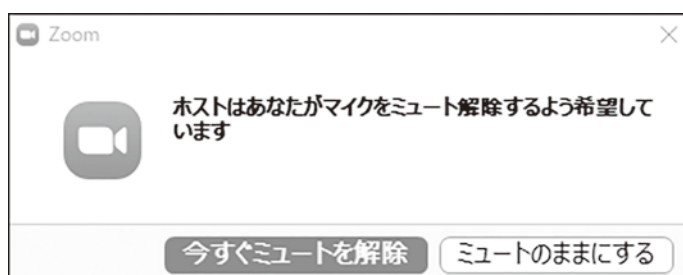 Zoom
ホストはあなたがマイクをミュート解除するよう希望して
います
今すぐミュートを解除
ミュートのままにする